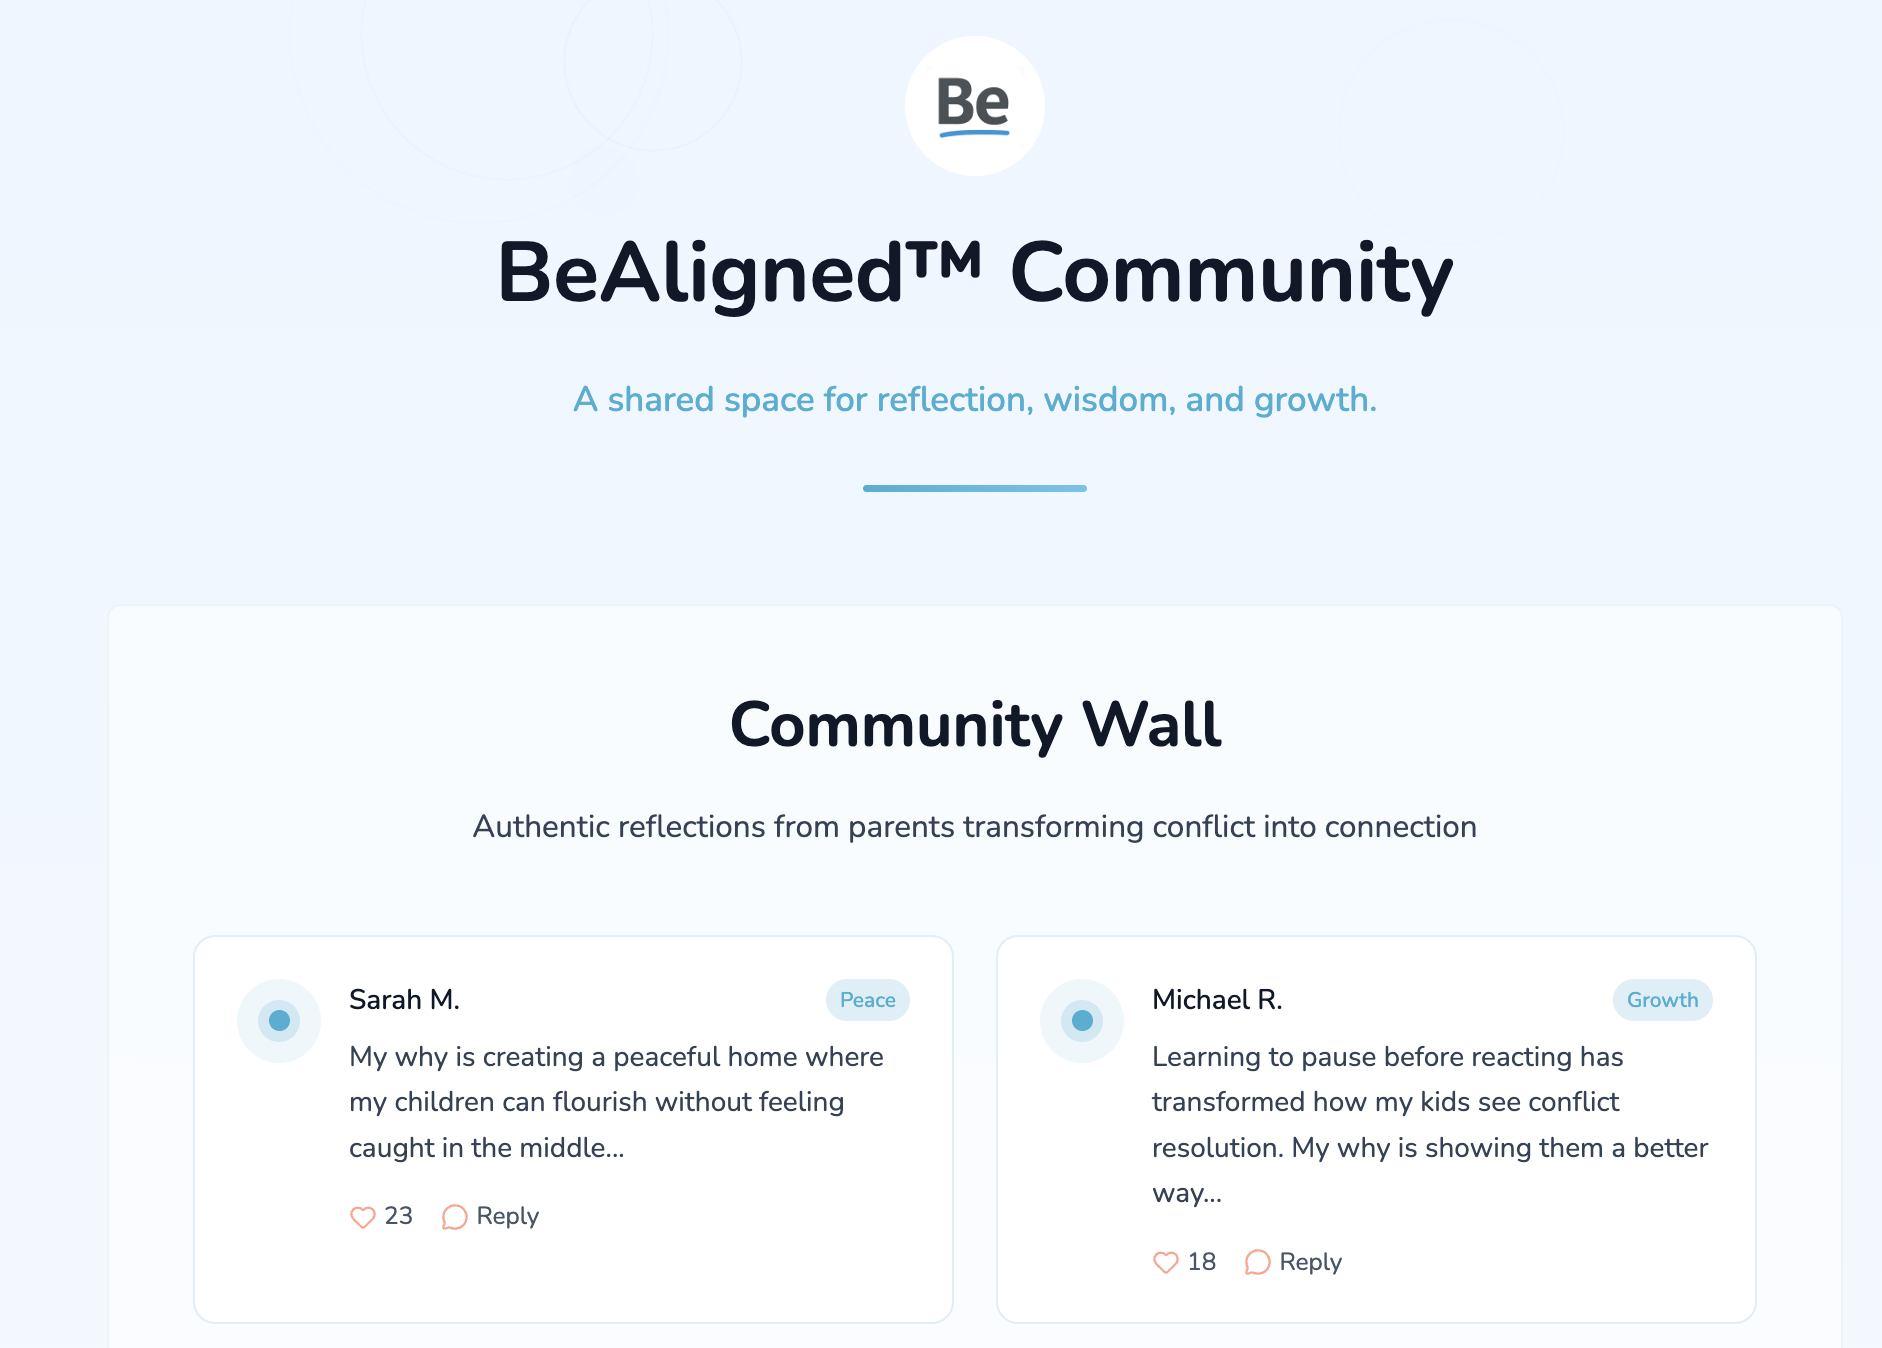 Be
BeAligned™ Community
A shared space for reflection, wisdom, and growth.
Community Wall
Authentic reflections from parents transforming conflict into connection
Sarah M.
Peace
My why is creating a peaceful home where
my children can flourish without feeling
caught in the middle...
23
Reply
Michael R.
Growth
Learning to pause before reacting has
transformed how my kids see conflict
resolution. My why is showing them a better
way...
18
Reply